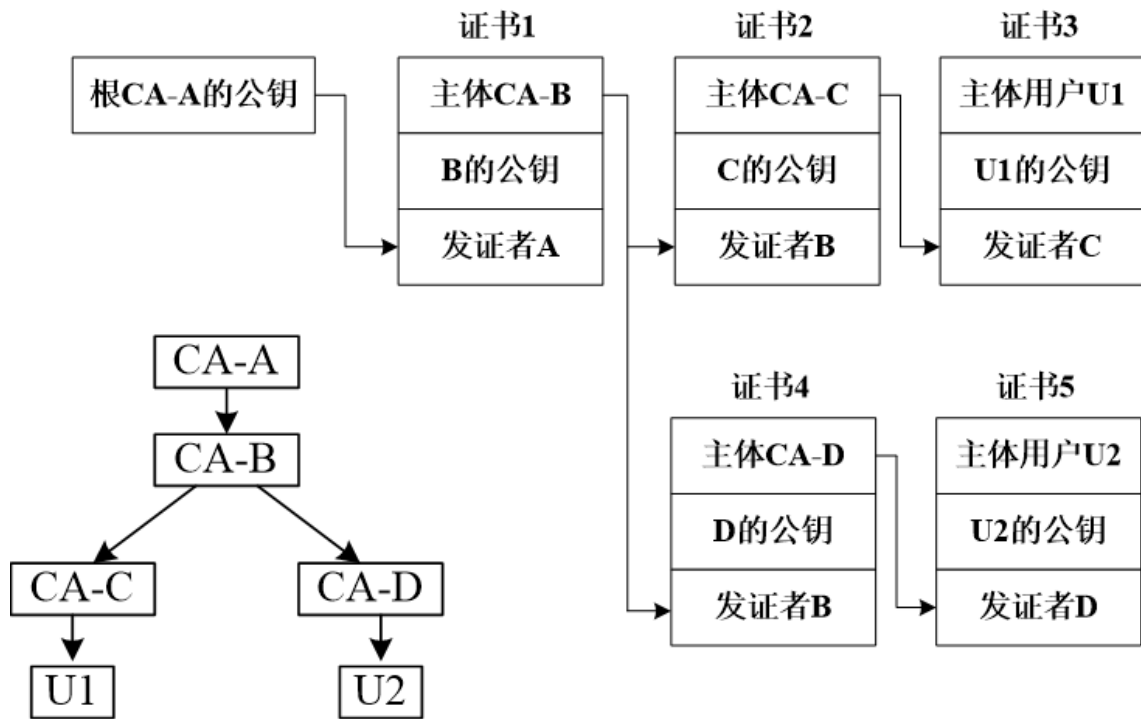 证书1
证书2
证书3
根CA-A的公钥
主体CA-B
B的公钥
发证者A
主体CA-C
C的公钥
发证者B
主体用户U1
U1的公钥
发证者C
证书4
证书5
主体CA-D
D的公钥
发证者B
主体用户U2
U2的公钥
发证者D
CA-A
CA-B
CA-C
CA-D
U1
U2